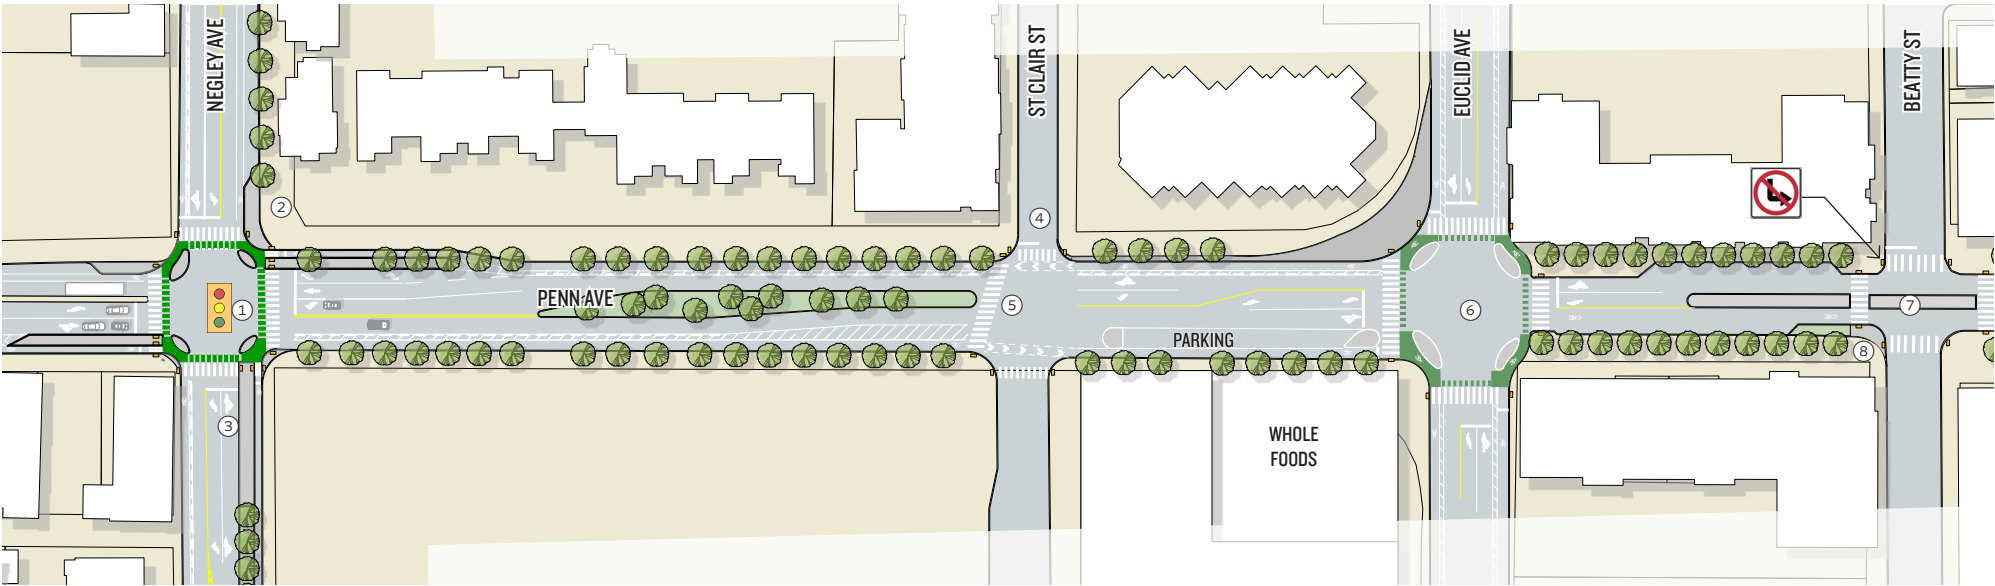 NEGLEY AVE
ST CLAIR ST
EUCLID AVE
BEATTY ST
2
4
1
PENN AVE
5
6
7
PARKING
8
3
WHOLE
FOODS